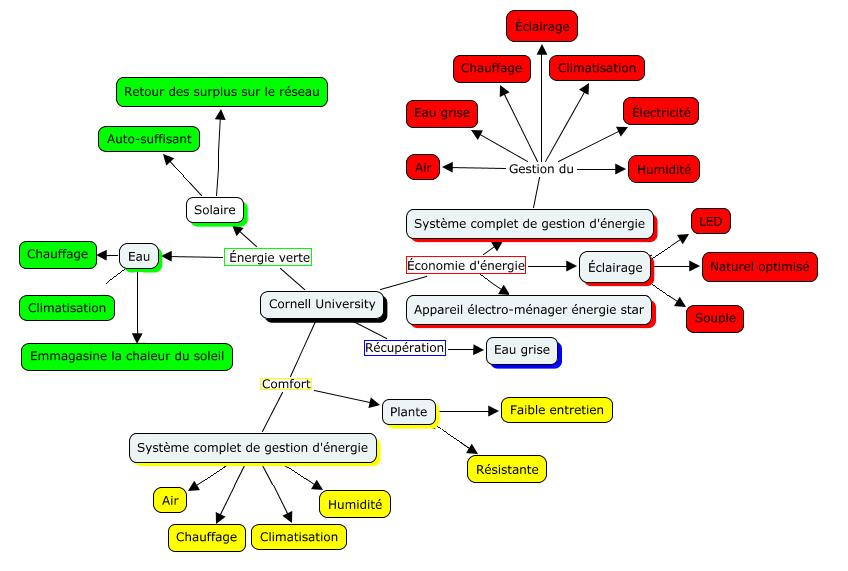 Éclairage
Chauffage
Climatisation
Retour des surplus sur le réseau
Eau grise
Électricité
Auto-suffisant
Air
Gestion du
Humidité
Solaire
Système complet de gestion d'énergie
LED
Chauffage
Eau
Énergie verte
Économie d'énergie
Éclairage
Naturel optimisé
Climatisation
Cornell University
Appareil électro-ménager énergie star
Souple
Emmagasine la chaleur du soleil
Récupération
Eau grise
Comfort
Plante
Faible entretien
Système complet de gestion d'énergie
Résistante
Air
Humidité
Chauffage
Climatisation